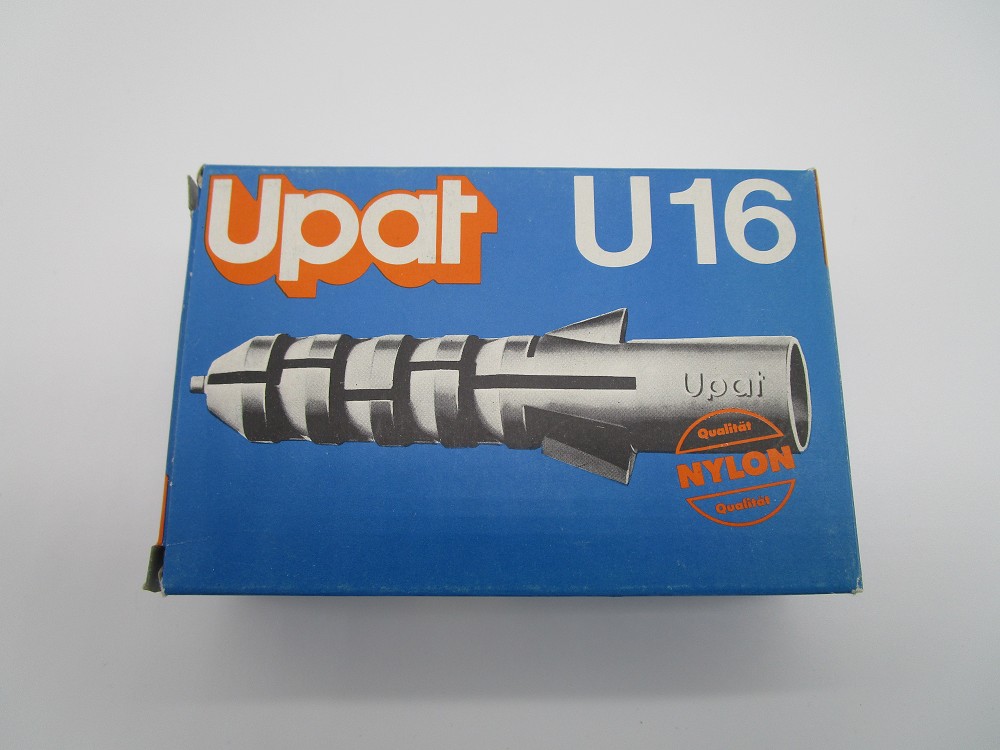 Upat U 16
Upat
Qualität
NYLON
Qualität